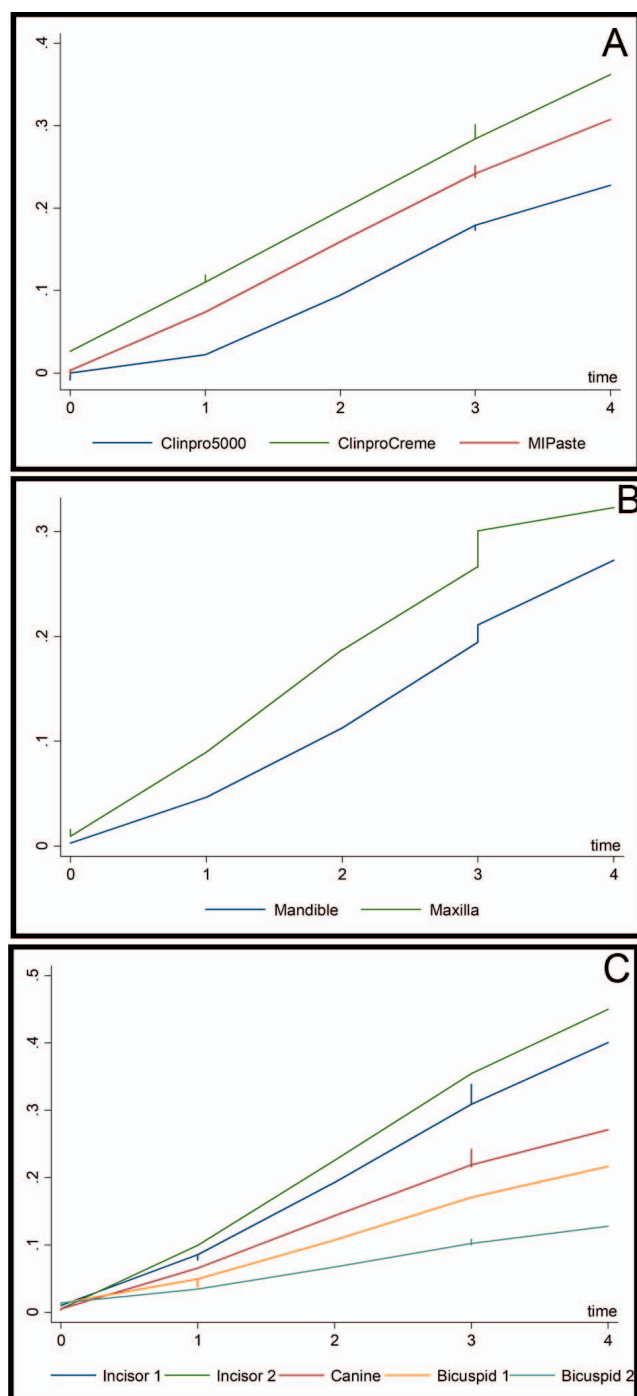 A
.4
.3
.2
.1
0
time
0 1 2 3 4
Clinpro5000 ClinproCreme MIPaste
B
.3
.2
.1
0
time
0 1 2 3 4
Mandible Maxilla
C
.5
.4
.3
.2
.1
0
time
0 1 2 3 4
Incisor 1 Incisor 2 Canine Bicuspid 1 Bicuspid 2